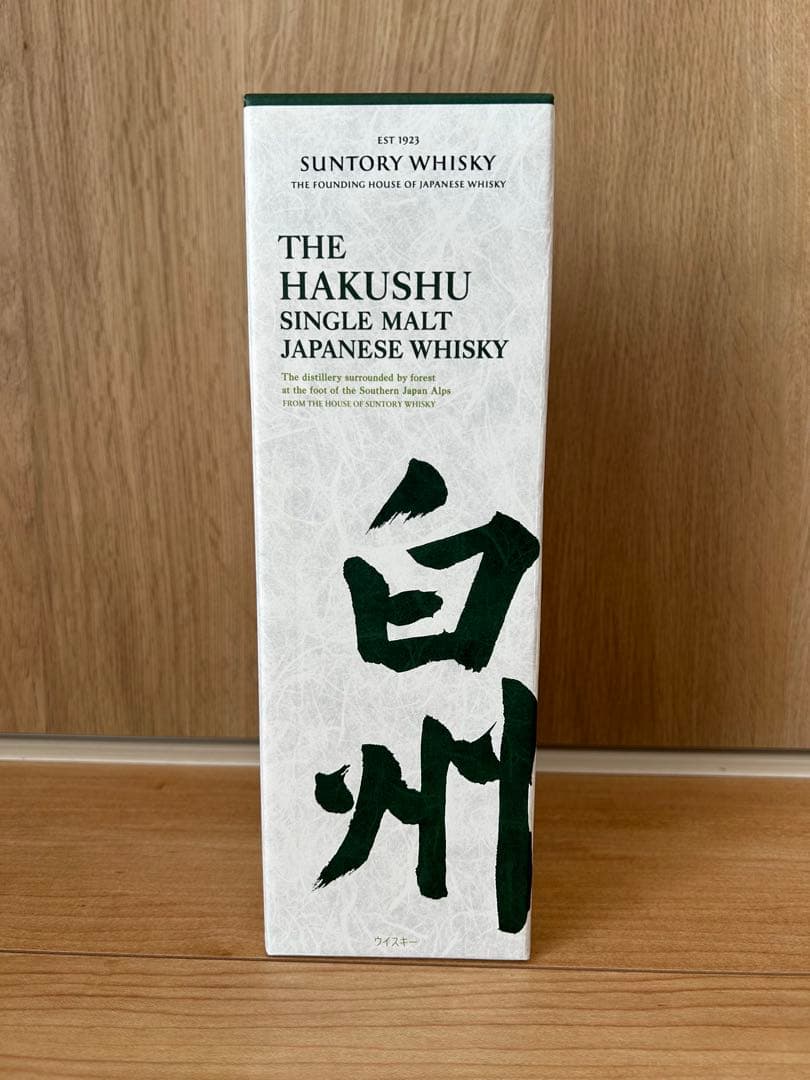 EST 1923
SUNTORY WHISKY
THE FOUNDING HOUSE OF JAPANESE WHISKY
THE
HAKUSHU
SINGLE MALT
JAPANESE WHISKY
The distillery surrounded by forest
at the foot of the Southern Japan Alps
FROM THE HOUSE OF SUNTORY WHISKY
白
州
ウイスキー